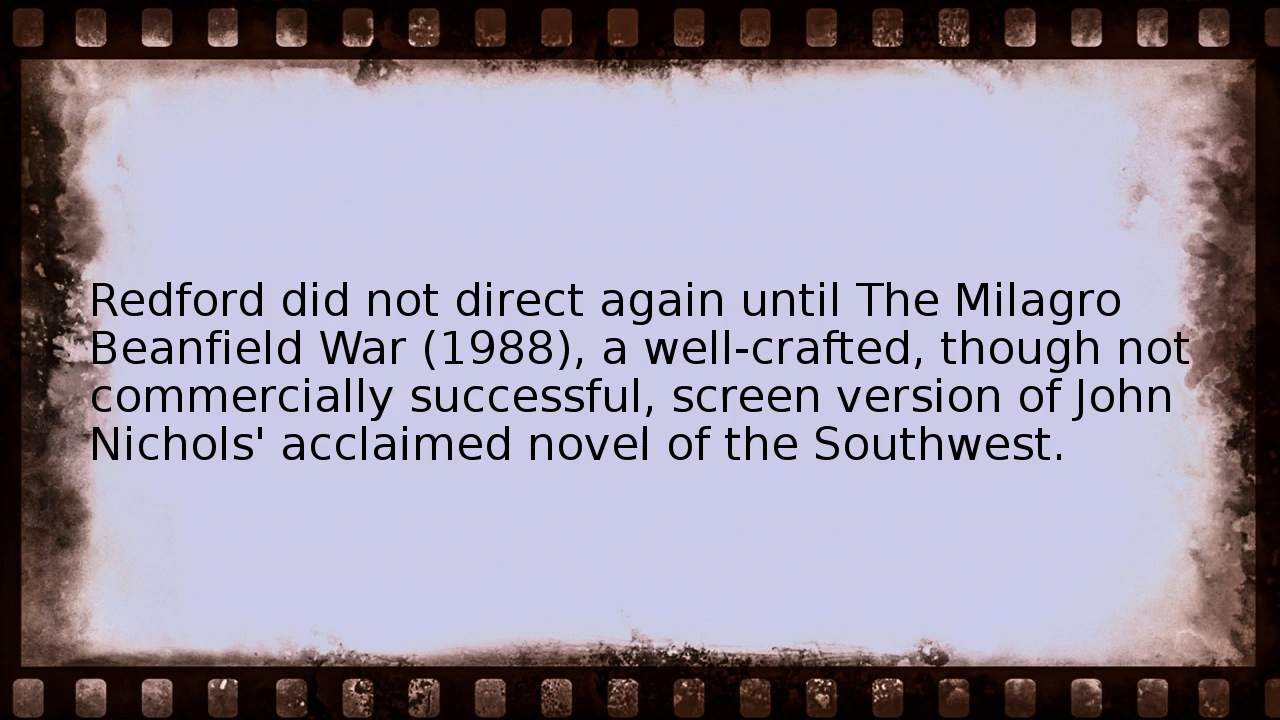 Redford did not direct again until The Milagro
Beanfield War (1988), a well-crafted, though not
commercially successful, screen version of John
Nichols' acclaimed novel of the Southwest.